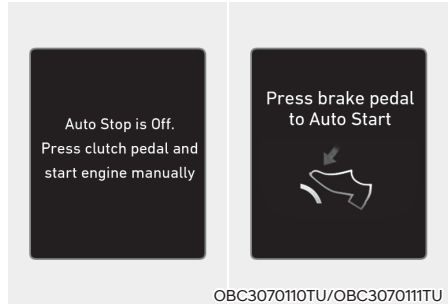 Auto Stop is Off.
Press clutch pedal and
start engine manually
Press brake pedal
to Auto Start
OBC3070110TU/OBC3070111TU